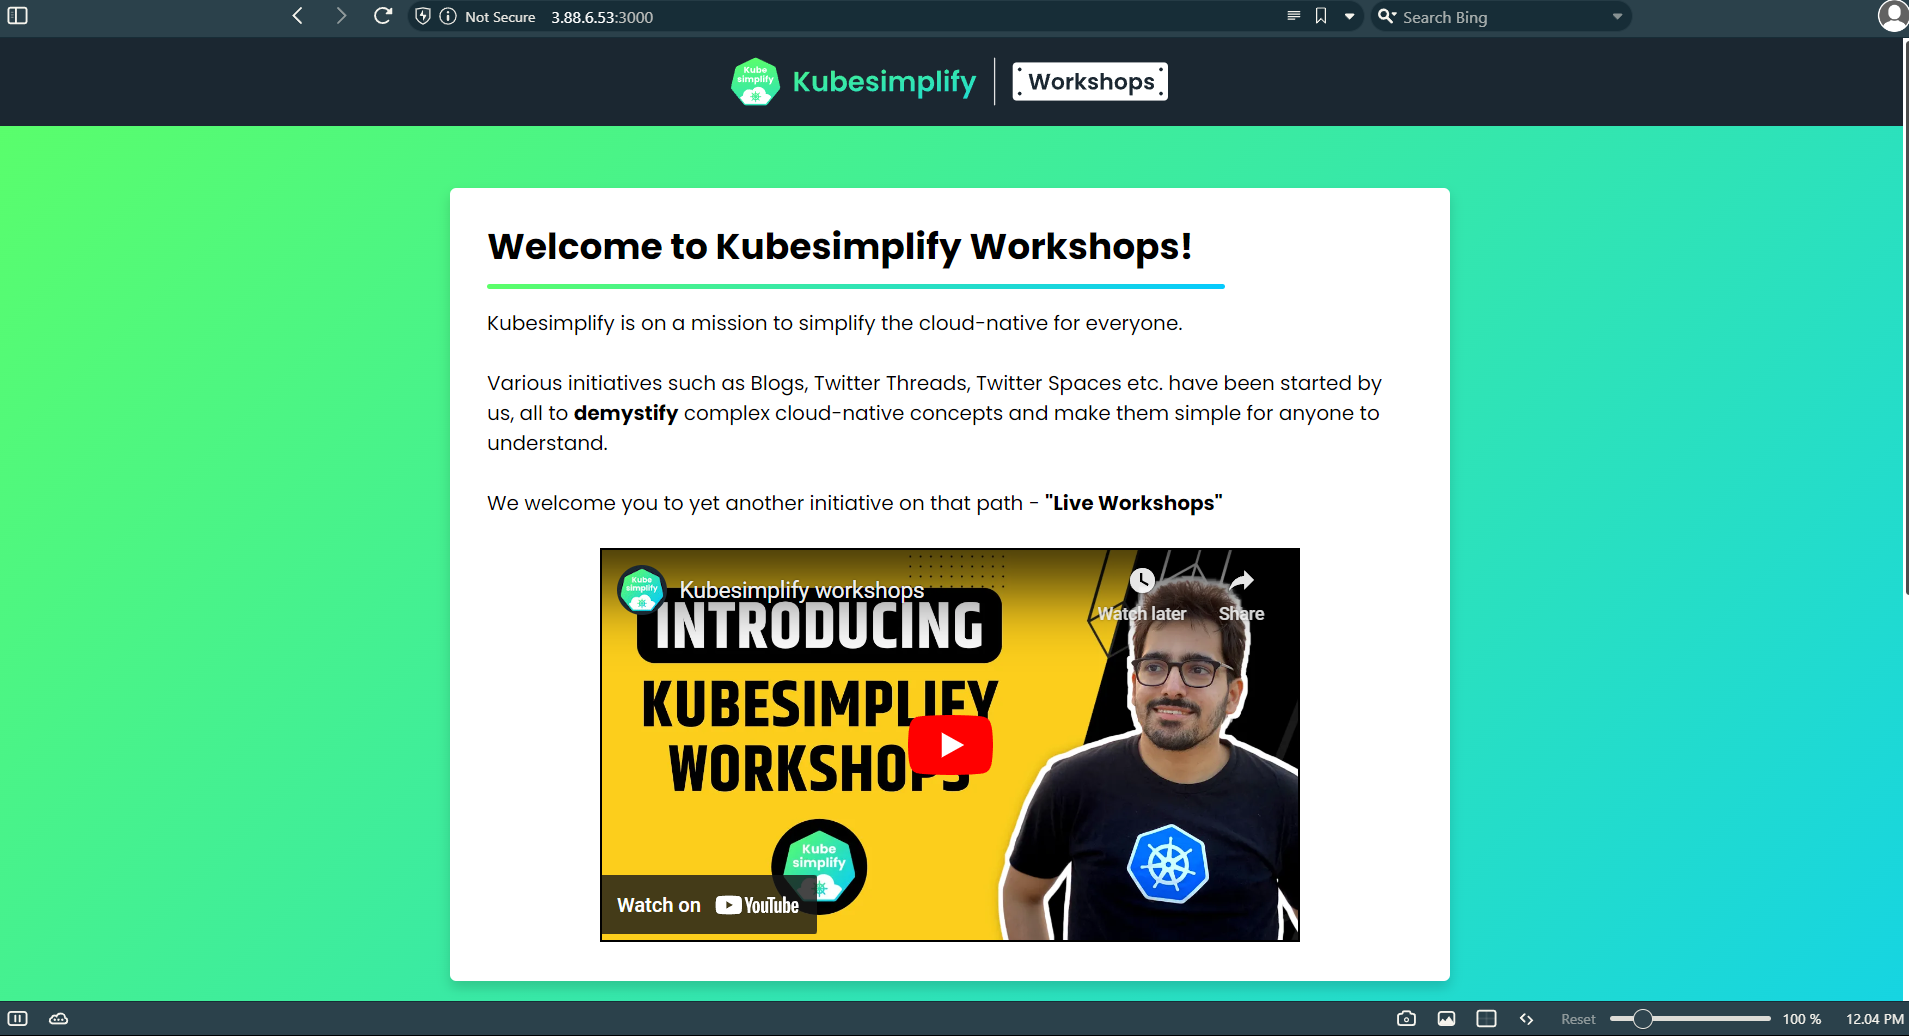 Not Secure 3.88.6.53:3000
Search Bing
Kube
simplify
Kubesimplify
Workshops
Welcome to Kubesimplify Workshops!
Kubesimplify is on a mission to simplify the cloud-native for everyone.
Various initiatives such as Blogs, Twitter Threads, Twitter Spaces etc. have been started by
us, all to demystify complex cloud-native concepts and make them simple for anyone to
understand.
We welcome you to yet another initiative on that path - "Live Workshops"
Kube
simplify
Kubesimplify workshops
Watch later
Share
INTRODUCING
KUBESIMPLIFY
WORKSHOPS
Kube
simplify
Watch on YouTube
Reset
100 %
12.04 PM